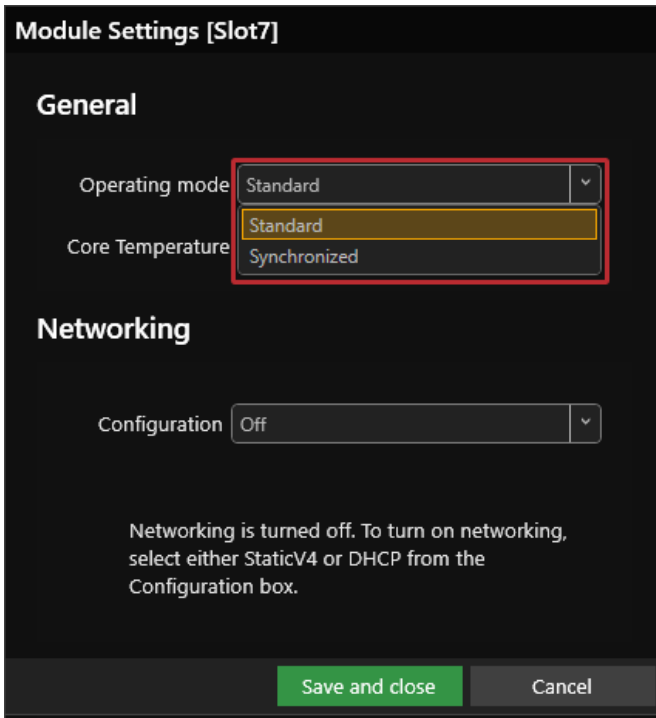 Module Settings [Slot7]
General
Operating mode Standard
Standard
Core Temperature
Synchronized
Networking
Configuration Off
Networking is turned off. To turn on networking,
select either StaticV4 or DHCP from the
Configuration box.
Save and close Cancel